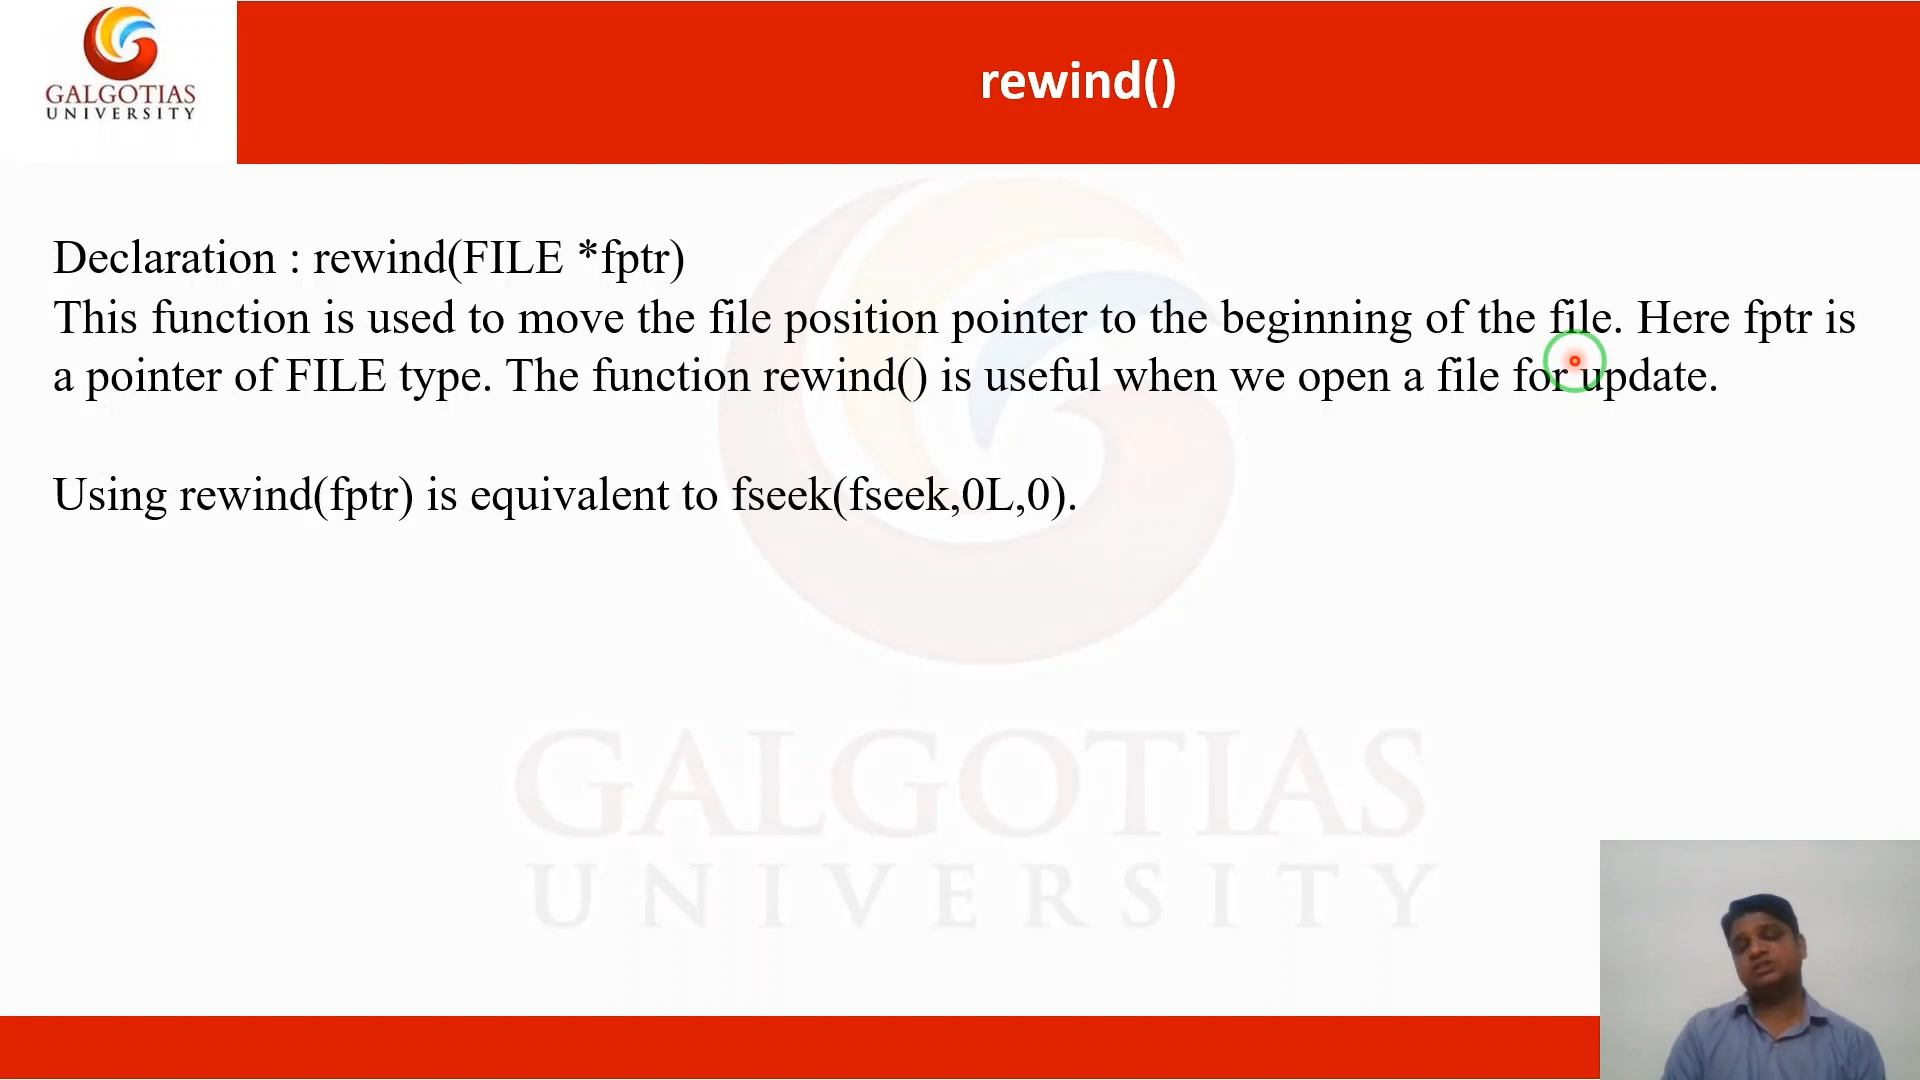 GALGOTIAS
UNIVERSITY
rewind()
Declaration : rewind(FILE *fptr)
This function is used to move the file position pointer to the beginning of the file. Here fptr is
a pointer of FILE type. The function rewind() is useful when we open a file for update.
Using rewind(fptr) is equivalent to fseek(fseek,0L,0).
GALGOTIAS
UNIVERSITY